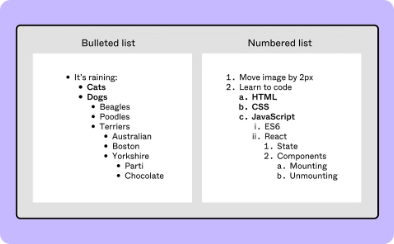 Bulleted list
• It's raining:
• Cats
• Dogs
• Beagles
• Poodles
• Terriers
• Australian
• Boston
• Yorkshire
• Parti
• Chocolate
Numbered list
1. Move image by 2px
2. Learn to code
a. HTML
b. CSS
c. JavaScript
i. ES6
ii. React
1. State
2. Components
a. Mounting
b. Unmounting